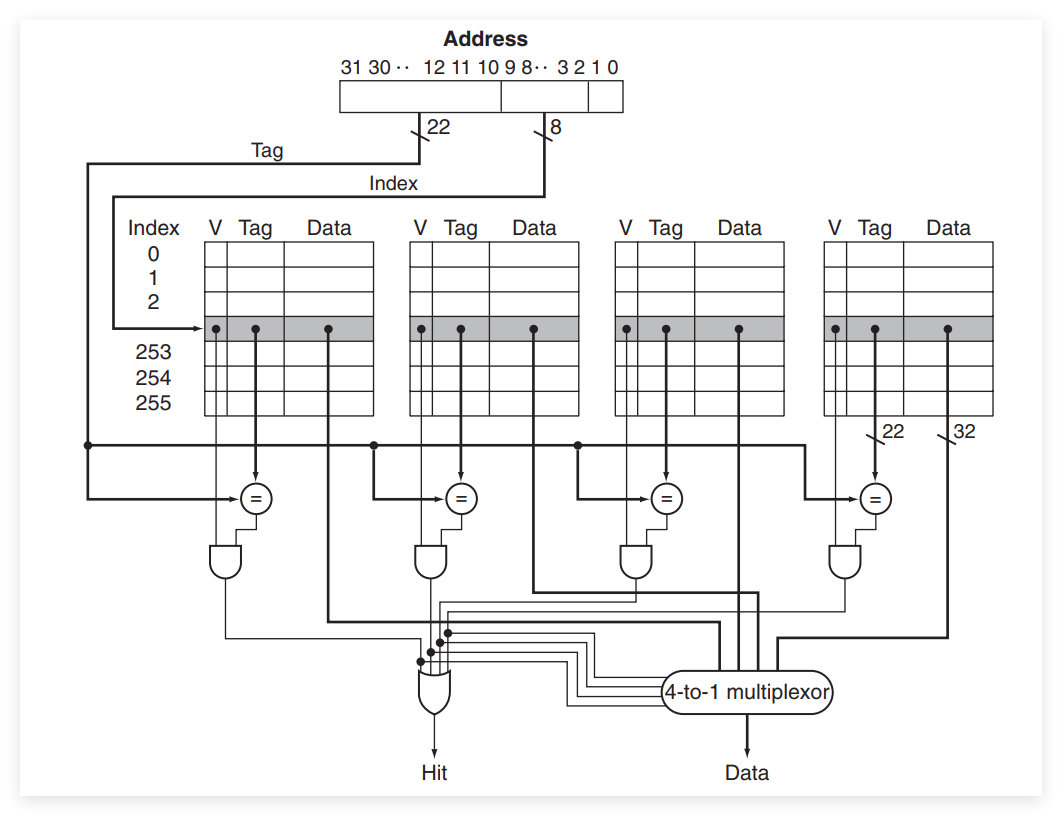 Address
31 30 ·· 12 11 10 9 8 ·· 3 2 1 0
22 8
Tag
Index
Index V Tag Data V Tag Data V Tag Data V Tag Data
0
1
2
253
254
255
22 32
= = = =
4-to-1 multiplexor
Hit Data